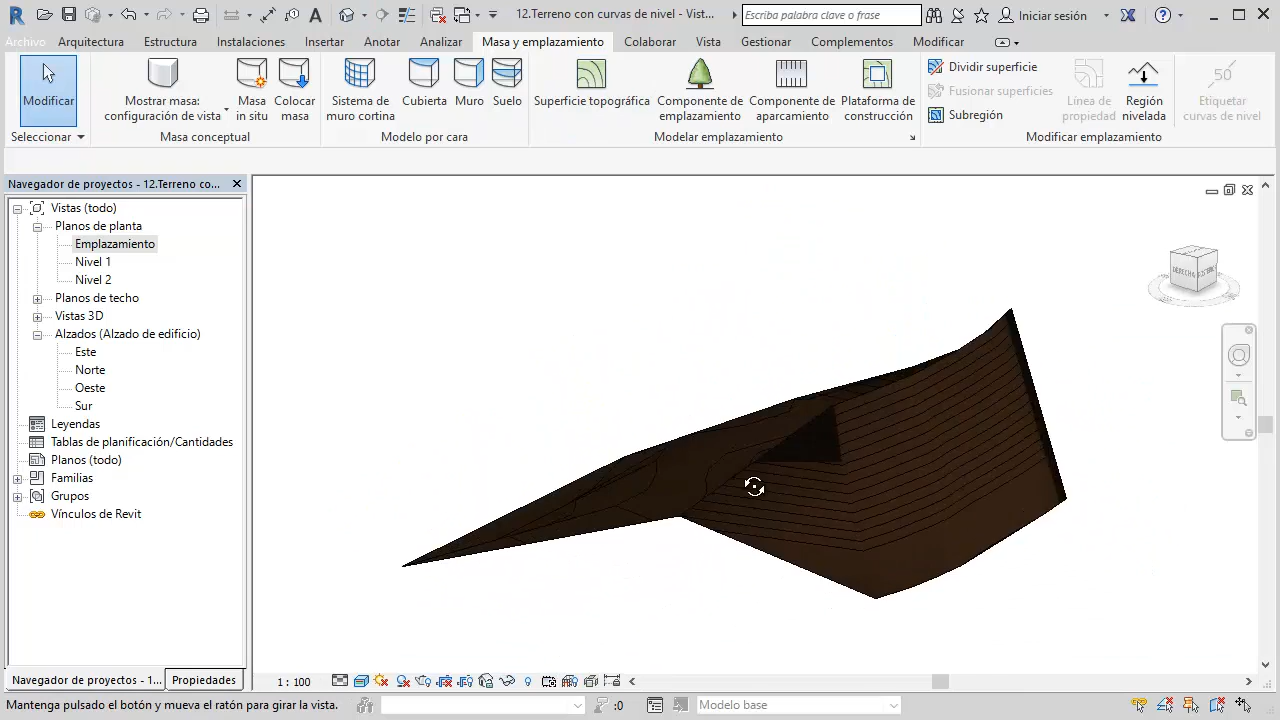 12.Terreno con curvas de nivel - Vist...
Escriba palabra clave o frase
Iniciar sesión
Archivo Arquitectura Estructura Instalaciones Insertar Anotar Analizar Masa y emplazamiento Colaborar Vista Gestionar Complementos Modificar
Modificar
Mostrar masa:
configuración de vista
Masa
in situ
Colocar
masa
Sistema de
muro cortina
Cubierta
Muro
Suelo
Superficie topográfica
Componente de
emplazamiento
Componente de
aparcamiento
Plataforma de
construcción
Dividir superficie
Fusionar superficies
Subregión
Línea de
propiedad
Región
nivelada
50
Etiquetar
curvas de nivel
Seleccionar
Masa conceptual
Modelo por cara
Modelar emplazamiento
Modificar emplazamiento
Navegador de proyectos - 12.Terreno co...
Vistas (todo)
Planos de planta
Emplazamiento
Nivel 1
Nivel 2
Planos de techo
Vistas 3D
Alzados (Alzado de edificio)
Este
Norte
Oeste
Sur
Leyendas
Tablas de planificación/Cantidades
Planos (todo)
Familias
Grupos
Vínculos de Revit
DERECHA
Navegador de proyectos - 1...
Propiedades
1 : 100
Mantenga pulsado el botón y mueva el ratón para girar la vista.
:0
Modelo base